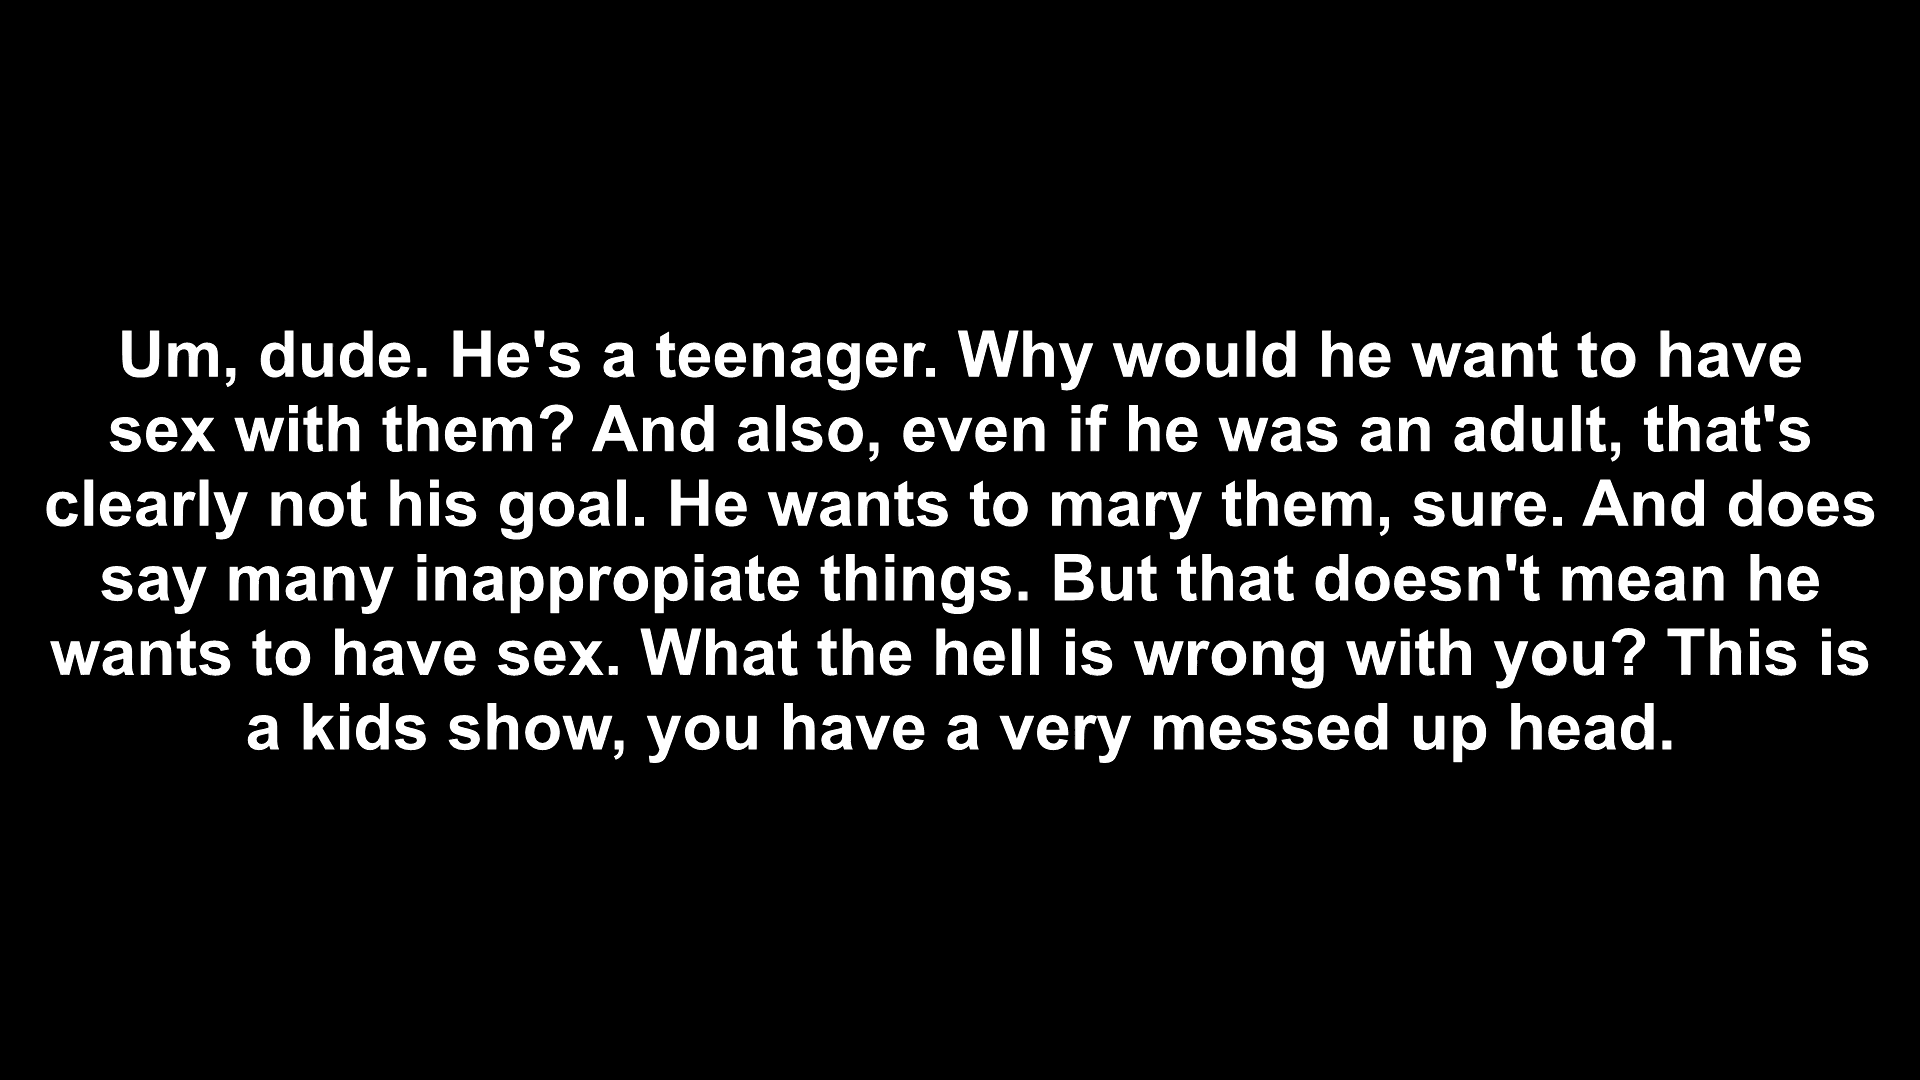 Um, dude. He's a teenager. Why would he want to have
sex with them? And also, even if he was an adult, that's
clearly not his goal. He wants to mary them, sure. And does
say many inappropiate things. But that doesn't mean he
wants to have sex. What the hell is wrong with you? This is
a kids show, you have a very messed up head.